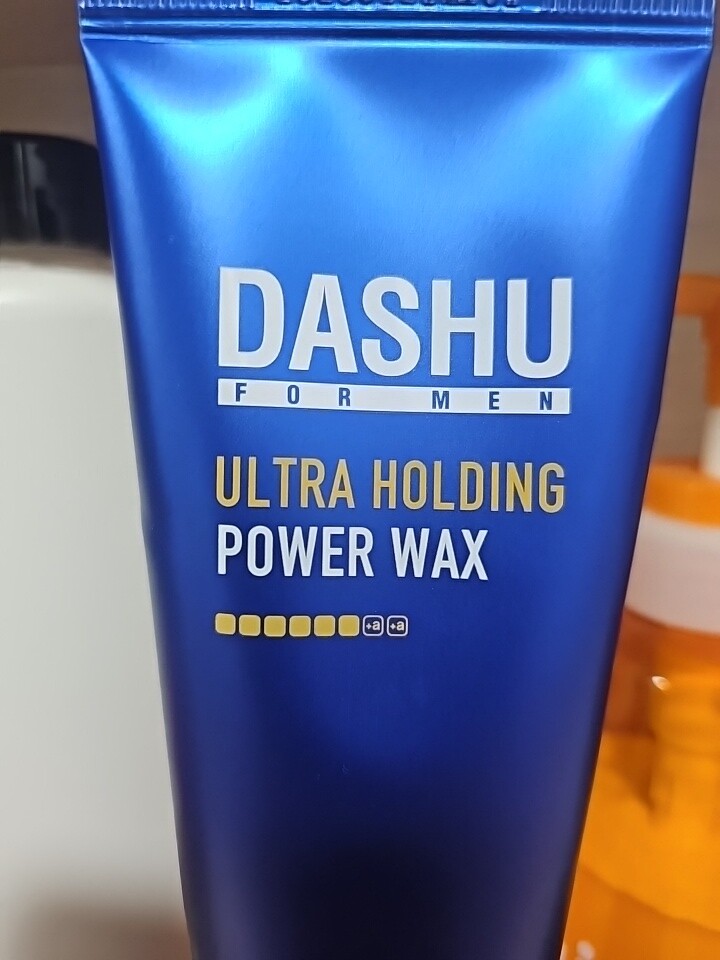 DASHU
FOR MEN
ULTRA HOLDING
POWER WAX
+a +a